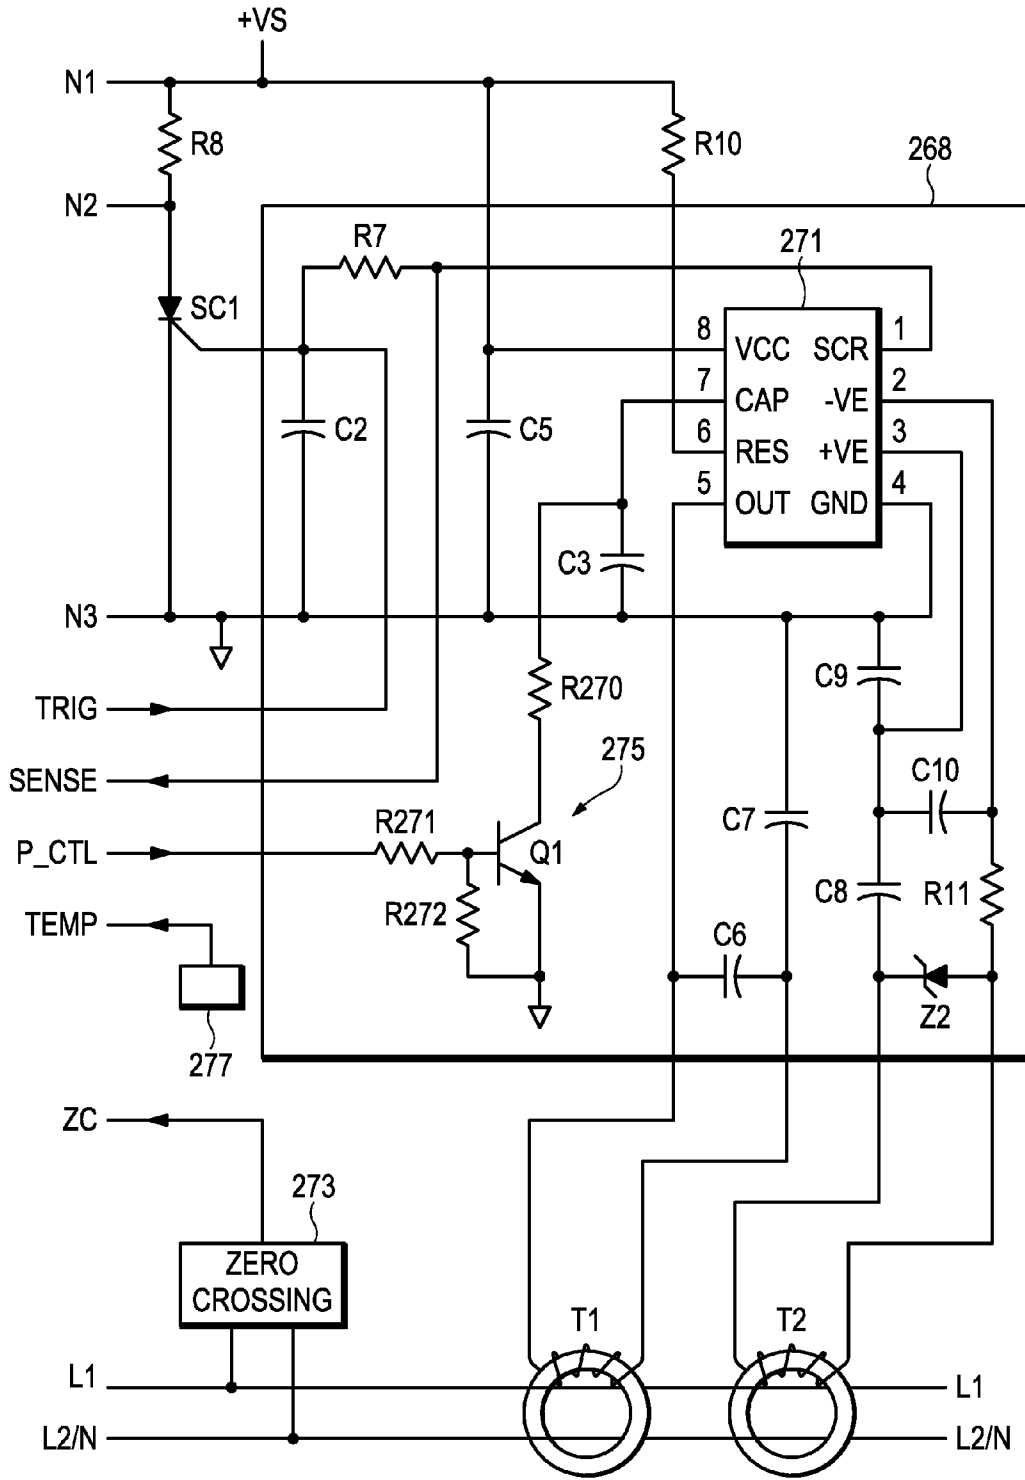 +VS
N1
R8
R10
268
N2
R7
271
SC1
8 VCC SCR 1
7 CAP -VE 2
C2
C5
6 RES +VE 3
5 OUT GND 4
C3
N3
C9
R270
TRIG
275
C10
SENSE
R271
C7
P_CTL
Q1
C8
R11
R272
TEMP
C6
Z2
277
ZC
273
ZERO
CROSSING
T1
T2
L1
L1
L2/N
L2/N